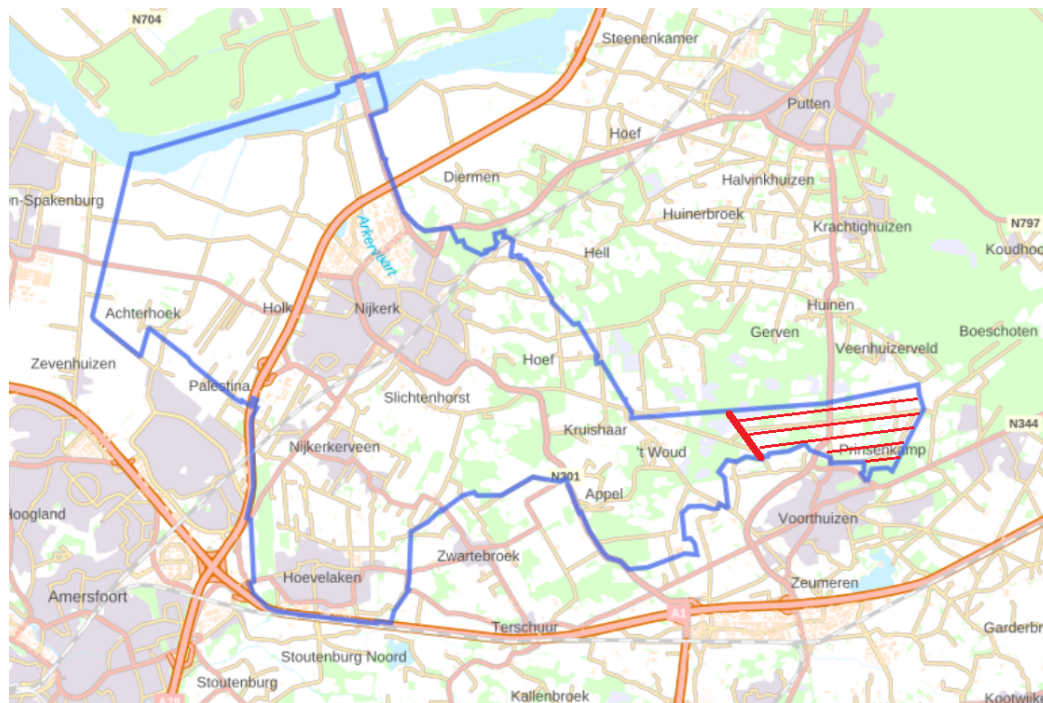 N704
Steenenkamer
Putten
Hoef
Diermen
Halvinkhuizen
en-Spakenburg
Huinerbroek
Arkervaart
Krachtighuizen
N797
Hell
Koudhoo
Achterhoek
Holk
Nijkerk
Huinen
Gerven
Boeschoten
Veenhuizerveld
Zevenhuizen
Hoef
Palestina
Slichtenhorst
N344
Kruishaar
Nijkerkerveen
't Woud
Prinsenkamp
N301
Appel
Hoogland
Voorthuizen
Zwartebroek
Hoevelaken
Zeumeren
Amersfoort
A1
Terschuur
Garderbr
Stoutenburg Noord
Stoutenburg
Kallenbroek
Kootwijke
A28